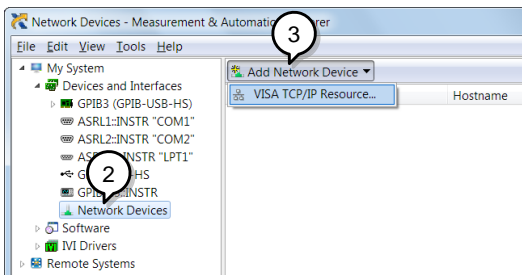 Network Devices - Measurement & Automation Explorer
3
File Edit View Tools Help
My System
Add Network Device
Devices and Interfaces
VISA TCP/IP Resource...
Hostname
GPIB3 (GPIB-USB-HS)
ASRL1::INSTR "COM1"
ASRL2::INSTR "COM2"
INSTR "LPT1"
2
HS
INSTR
Network Devices
Software
IVI Drivers
Remote Systems